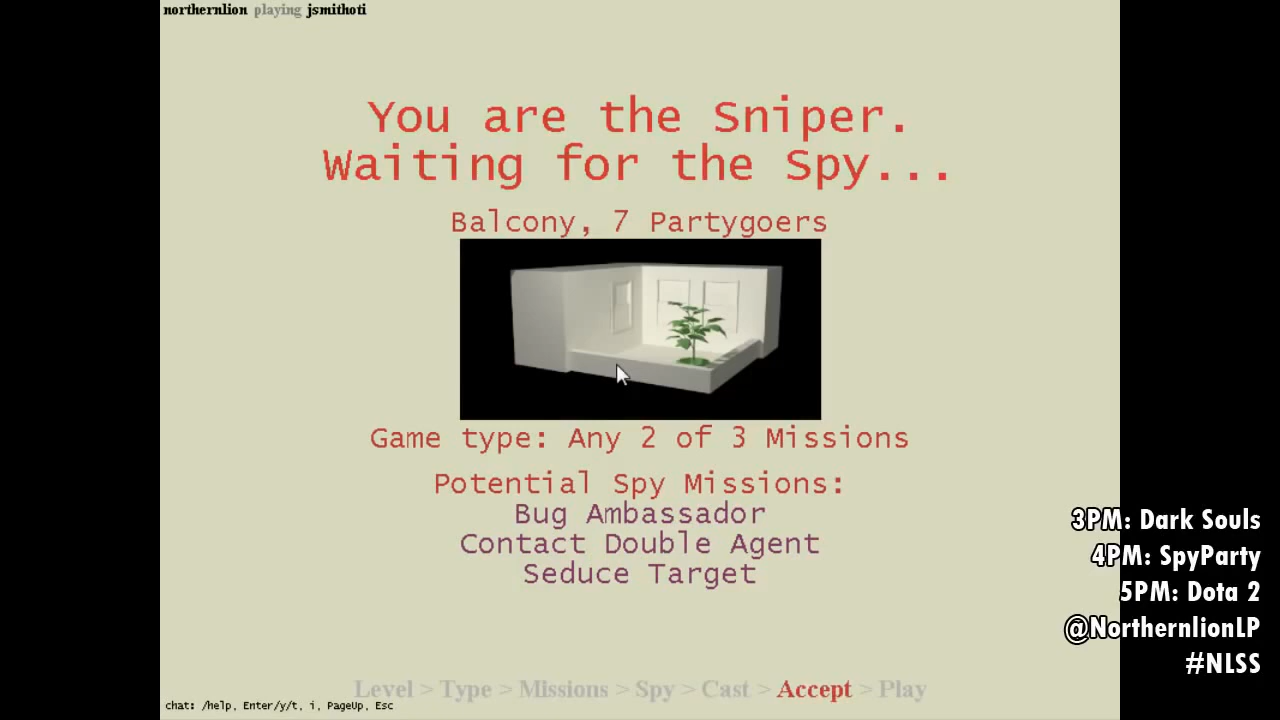 northernlion playing jsmithoti
You are the Sniper.
Waiting for the Spy...
Balcony, 7 Partygoers
Game type: Any 2 of 3 Missions
Potential Spy Missions:
Bug Ambassador
Contact Double Agent
Seduce Target
3PM: Dark Souls
4PM: SpyParty
5PM: Dota 2
@NorthernlionLP
#NLSS
Level > Type > Missions > Spy > Cast > Accept > Play
chat: /help, Enter/y/t, i, PageUp, Esc